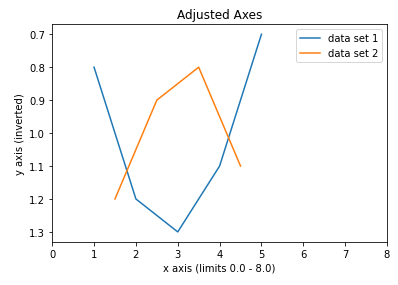 Adjusted Axes
data set 1
data set 2
0.7
0.8
0.9
1.0
1.1
1.2
1.3
y axis (inverted)
0 1 2 3 4 5 6 7 8
x axis (limits 0.0 - 8.0)